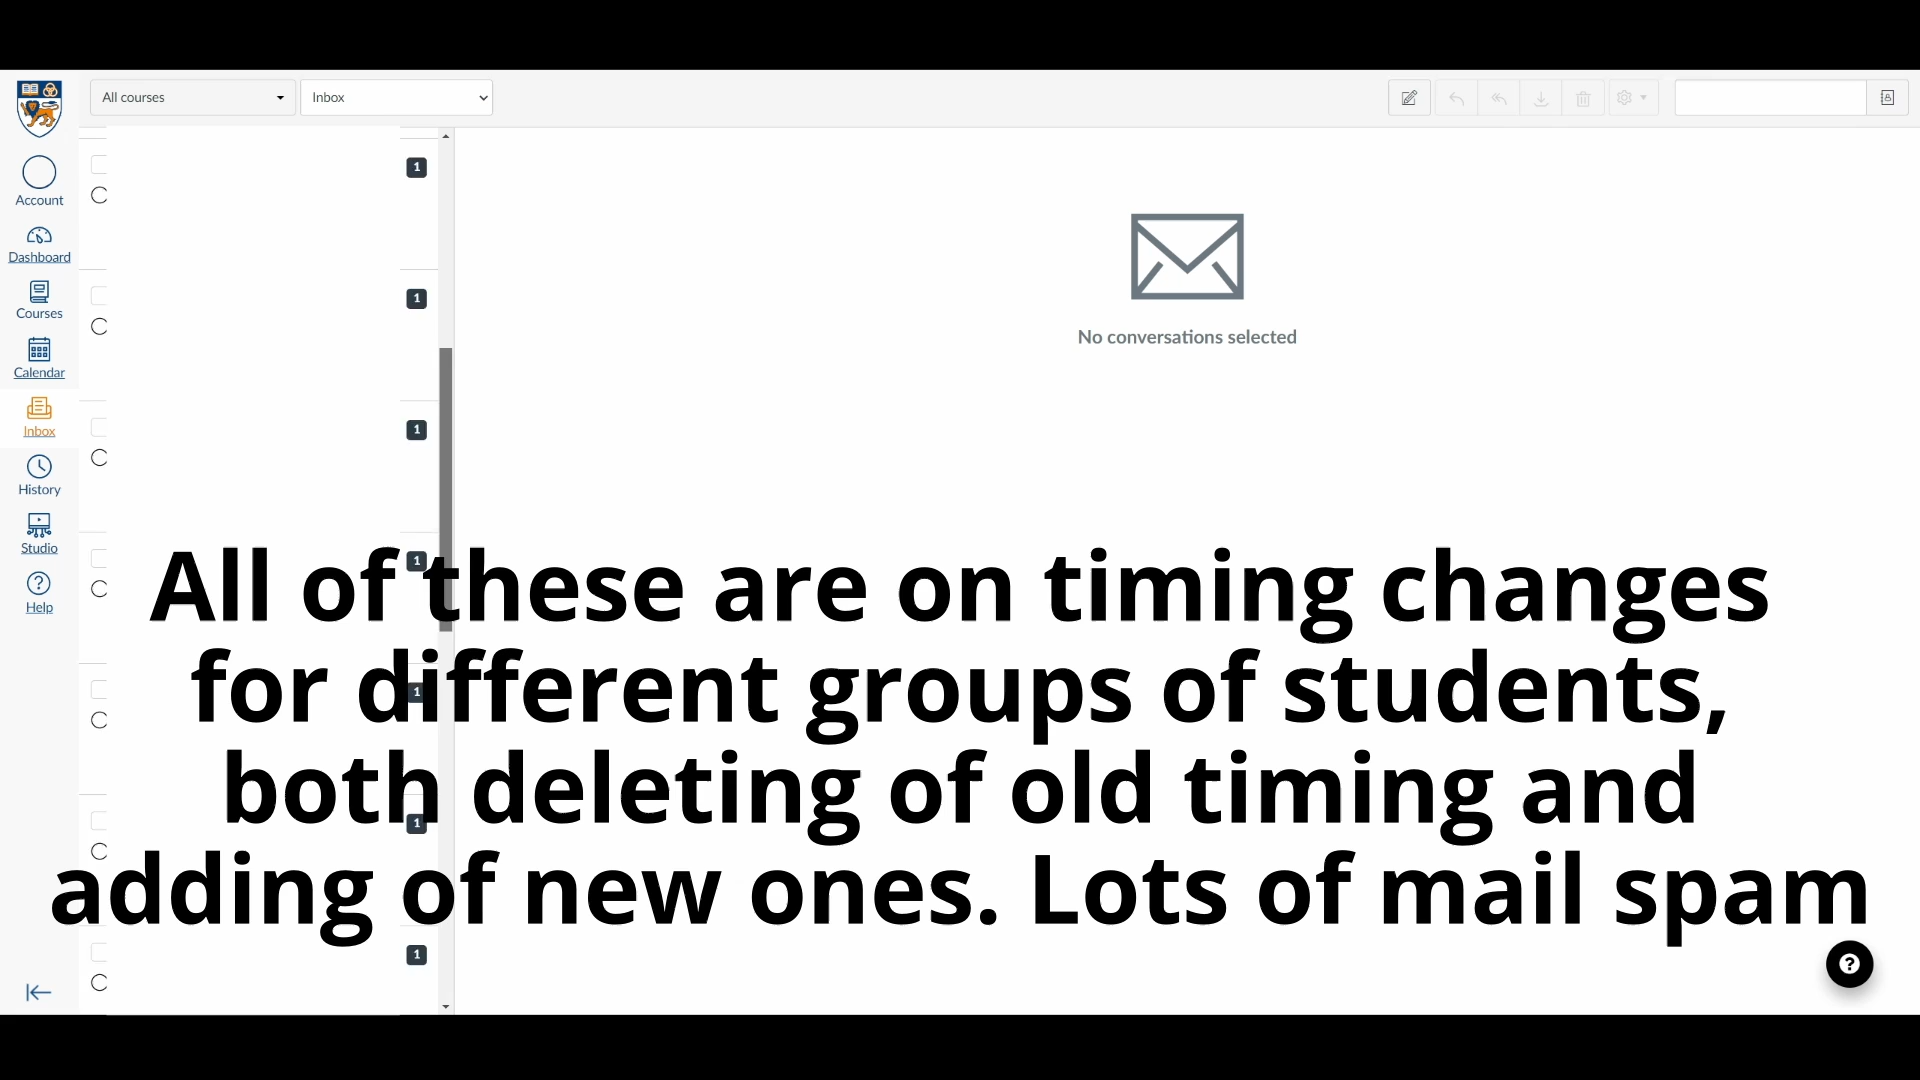 All courses
Inbox
Account
Dashboard
Courses
Calendar
Inbox
History
Studio
Help
1
1
1
1
1
1
1
No conversations selected
All of these are on timing changes
for different groups of students,
both deleting of old timing and
adding of new ones. Lots of mail spam